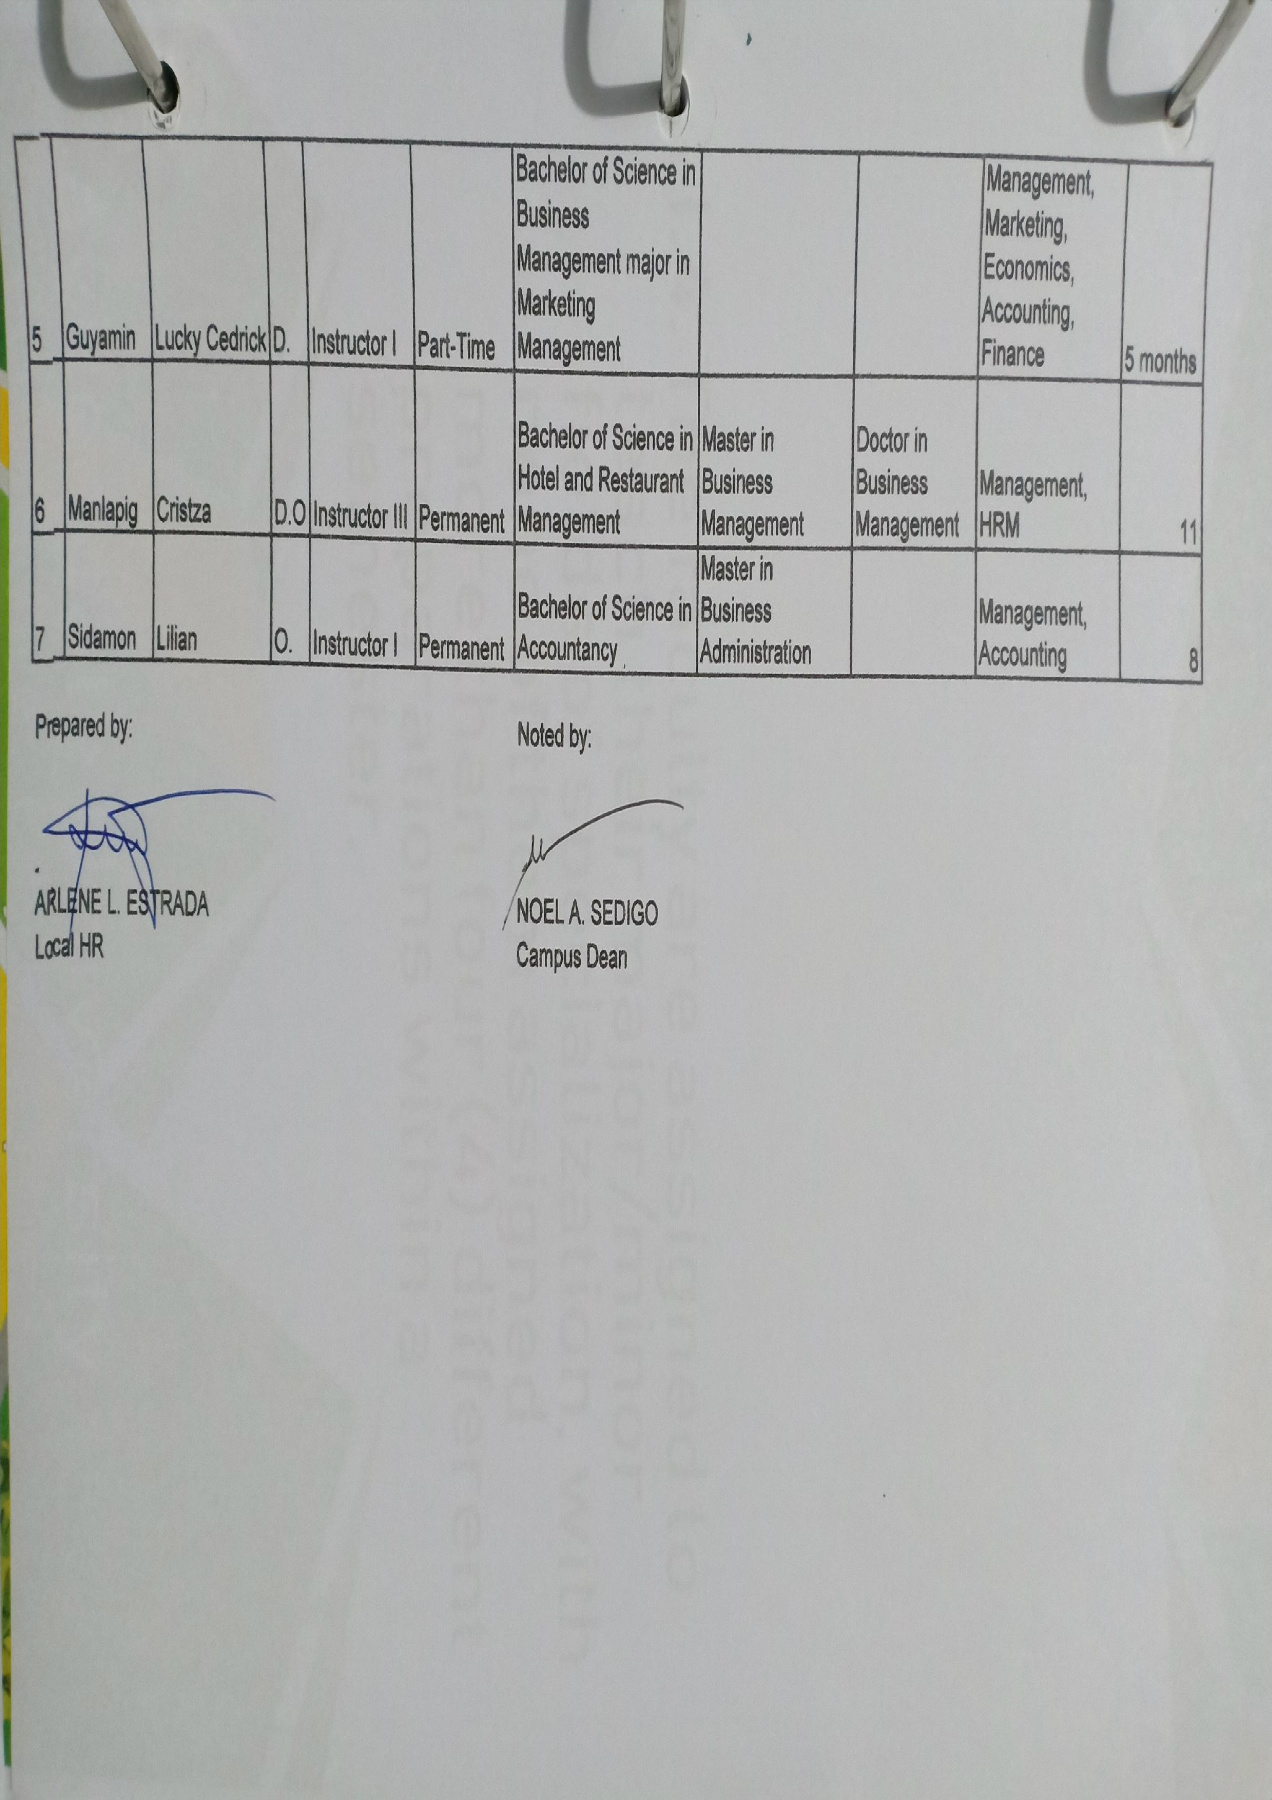 5 Guyamin Lucky Cedrick D. Instructor I Part-Time Bachelor of Science in Business Management major in Marketing Management Management, Marketing, Economics, Accounting, Finance 5 months
6 Manlapig Cristza D.O Instructor III Permanent Bachelor of Science in Hotel and Restaurant Management Master in Business Management Doctor in Business Management Management, HRM 11
7 Sidamon Lilian O. Instructor I Permanent Bachelor of Science in Accountancy Master in Business Administration Management, Accounting 8
Prepared by:
Noted by:
ARLENE L. ESTRADA
NOEL A. SEDIGO
Local HR
Campus Dean